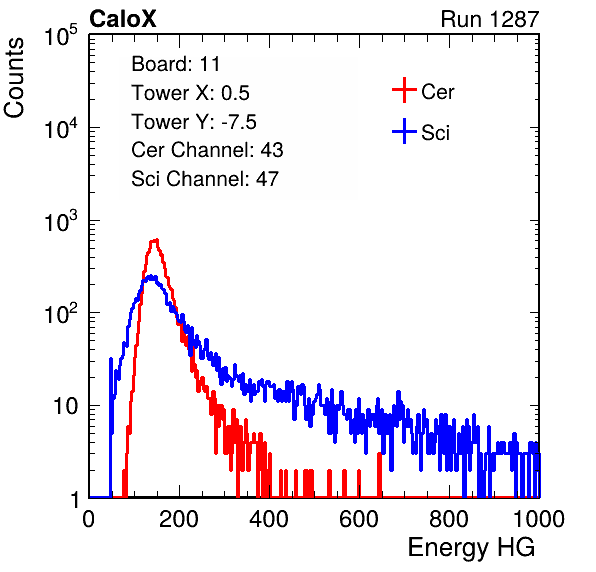 CaloX Run 1287
Counts
10^5
10^4
10^3
10^2
10
1
Board: 11
Tower X: 0.5
Tower Y: -7.5
Cer Channel: 43
Sci Channel: 47
Cer
Sci
0 200 400 600 800 1000
Energy HG